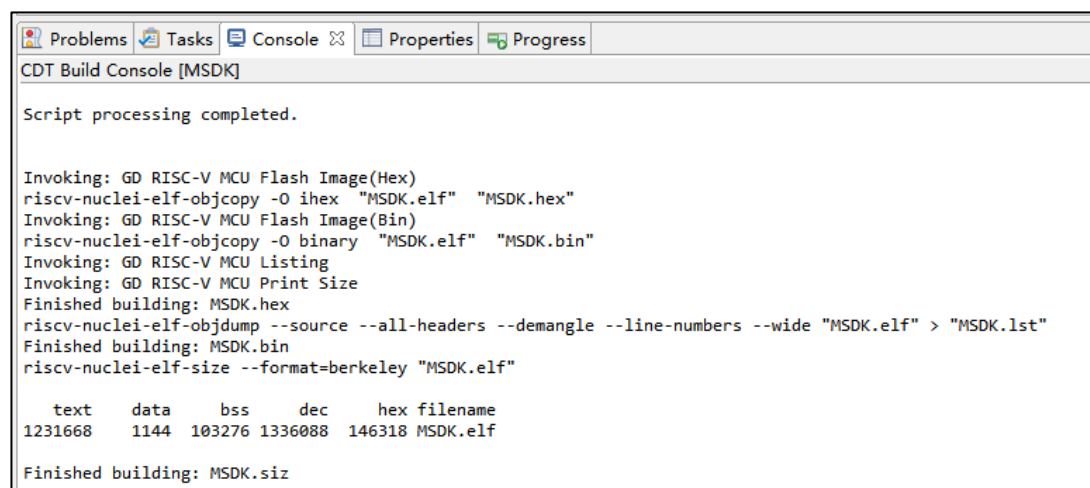 Problems Tasks Console Properties Progress
CDT Build Console [MSDK]
Script processing completed.
Invoking: GD RISC-V MCU Flash Image(Hex)
riscv-nuclei-elf-objcopy -O ihex  "MSDK.elf"  "MSDK.hex"
Invoking: GD RISC-V MCU Flash Image(Bin)
riscv-nuclei-elf-objcopy -O binary  "MSDK.elf"  "MSDK.bin"
Invoking: GD RISC-V MCU Listing
Invoking: GD RISC-V MCU Print Size
Finished building: MSDK.hex
riscv-nuclei-elf-objdump --source --all-headers --demangle --line-numbers --wide "MSDK.elf" > "MSDK.lst"
Finished building: MSDK.bin
riscv-nuclei-elf-size --format=berkeley "MSDK.elf"
   text    data     bss     dec     hex filename
1231668    1144  103276 1336088  146318 MSDK.elf
Finished building: MSDK.siz